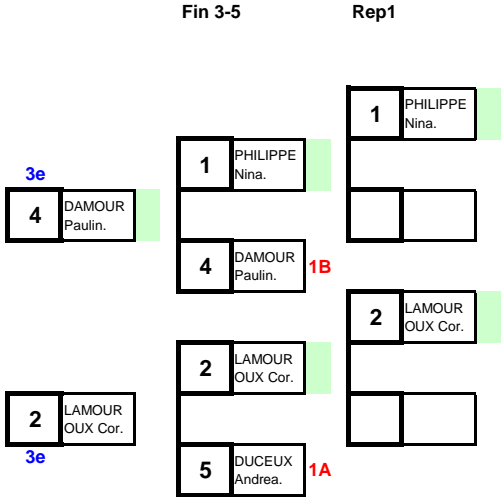 Fin 3-5 Rep1
1 PHILIPPE
Nina.
1 PHILIPPE
Nina.
3e
4 DAMOUR
Paulin.
4 DAMOUR
Paulin. 1B
2 LAMOUR
OUX Cor.
2 LAMOUR
OUX Cor.
2 LAMOUR
OUX Cor.
3e
5 DUCEUX
Andrea. 1A